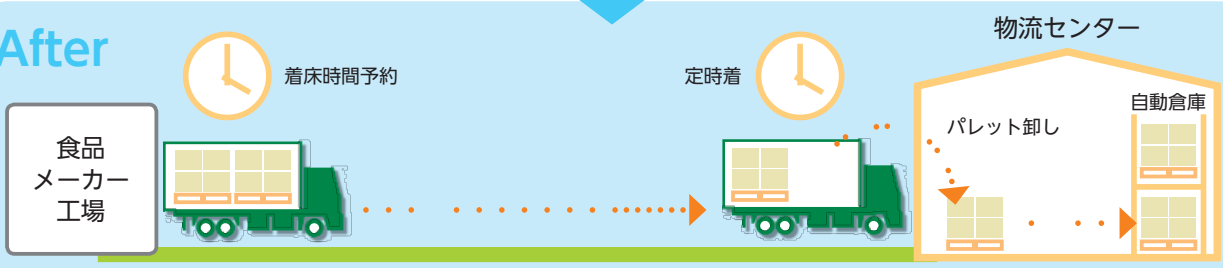 After
着床時間予約
定時着
物流センター
自動倉庫
パレット卸し
食品
メーカー
工場